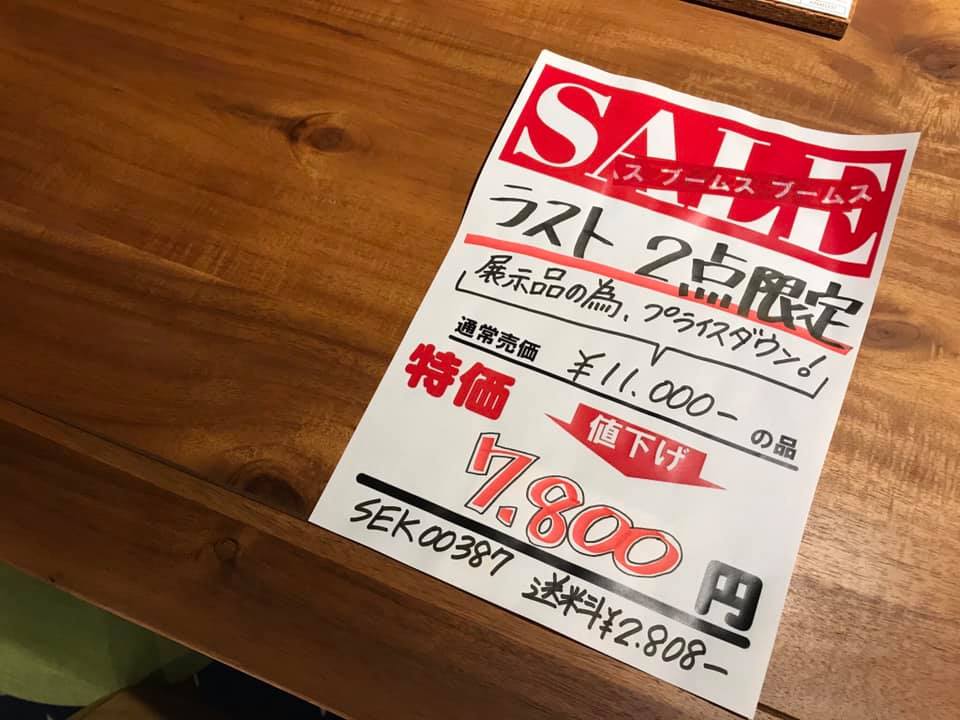 SALE
ス ブームス ブームス
ラスト 2点限定
展示品の為、プライスダウン!
通常売価 ¥11.000- の品
特価 値下げ
7.800円
SEK00387 送料¥2.808-